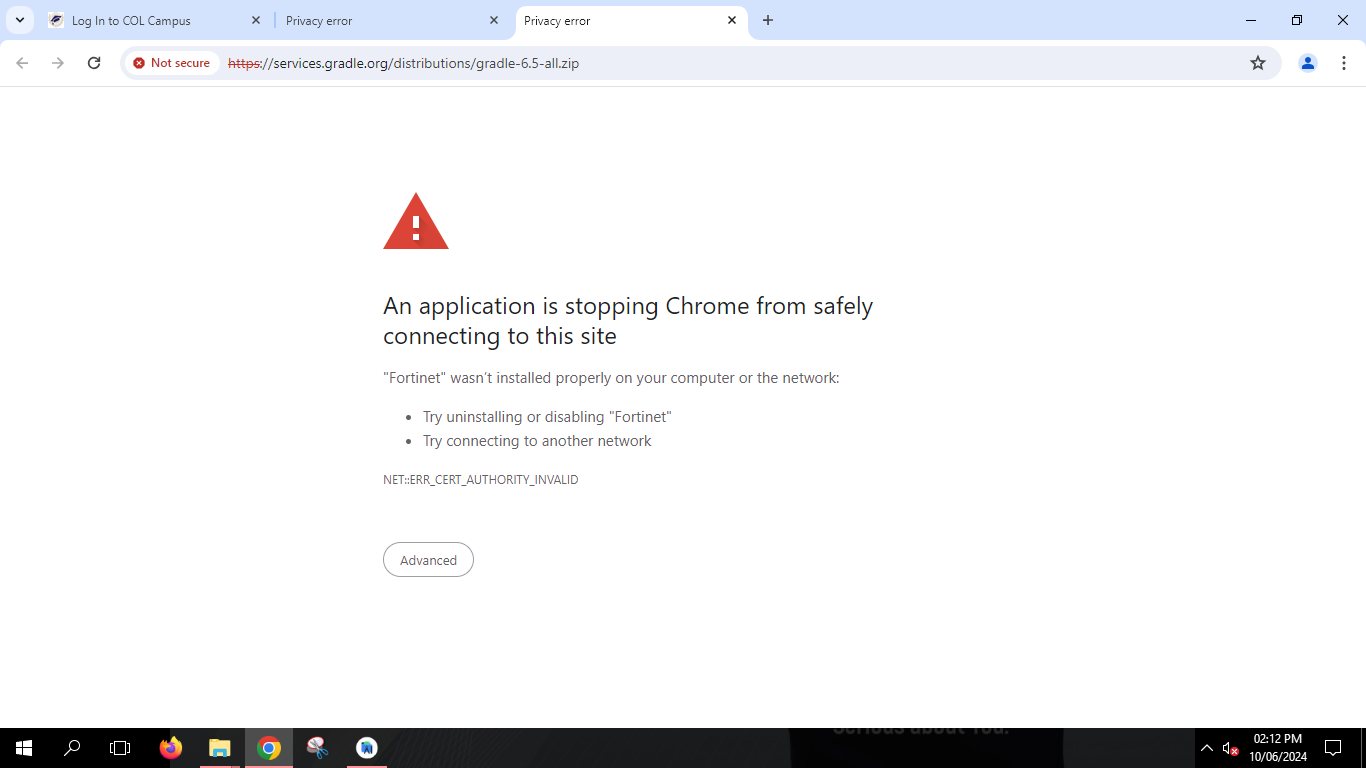 Log In to COL Campus
Privacy error
Privacy error
Not secure
https://services.gradle.org/distributions/gradle-6.5-all.zip
An application is stopping Chrome from safely
connecting to this site
"Fortinet" wasn't installed properly on your computer or the network:
• Try uninstalling or disabling "Fortinet"
• Try connecting to another network
NET::ERR_CERT_AUTHORITY_INVALID
Advanced
Serious about You.
02:12 PM
10/06/2024